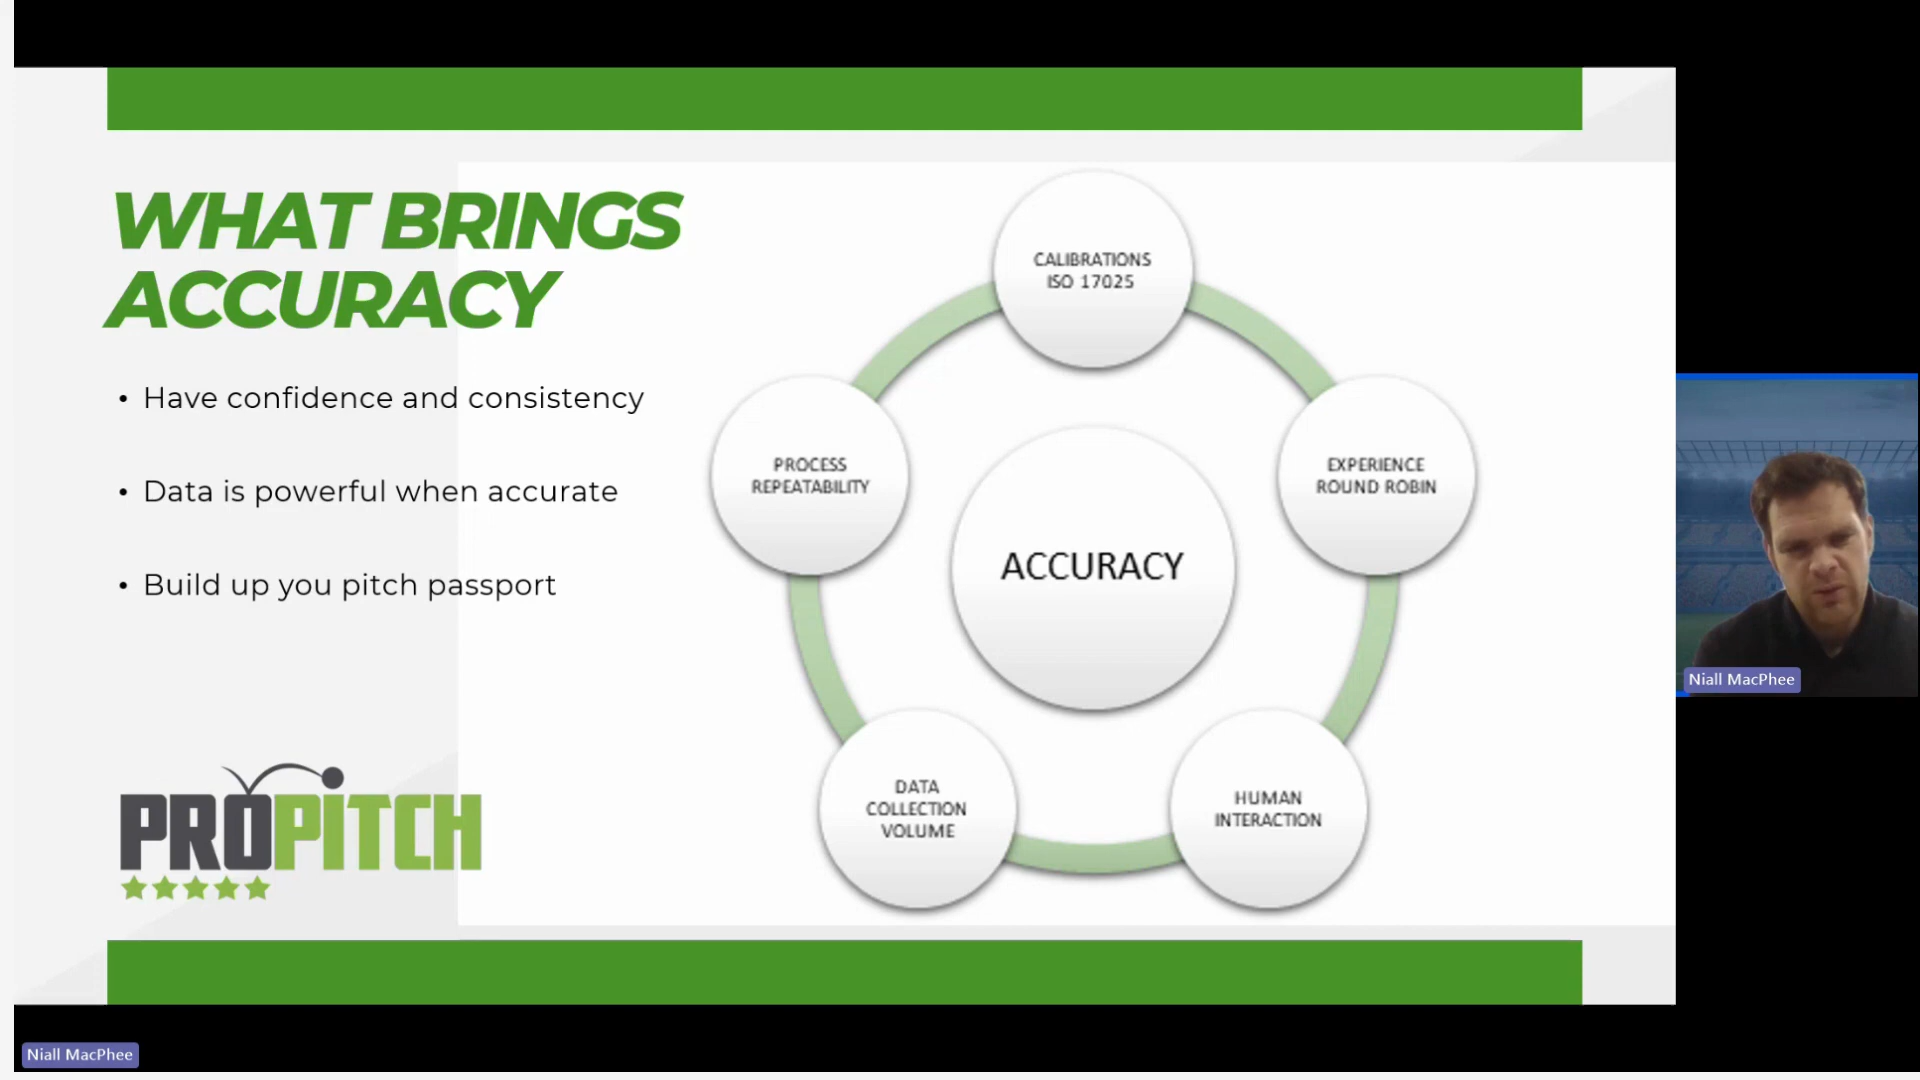 WHAT BRINGS
ACCURACY
• Have confidence and consistency
• Data is powerful when accurate
• Build up you pitch passport
PROPITCH
CALIBRATIONS
ISO 17025
PROCESS
REPEATABILITY
EXPERIENCE
ROUND ROBIN
ACCURACY
DATA
COLLECTION
VOLUME
HUMAN
INTERACTION
Niall MacPhee
Niall MacPhee